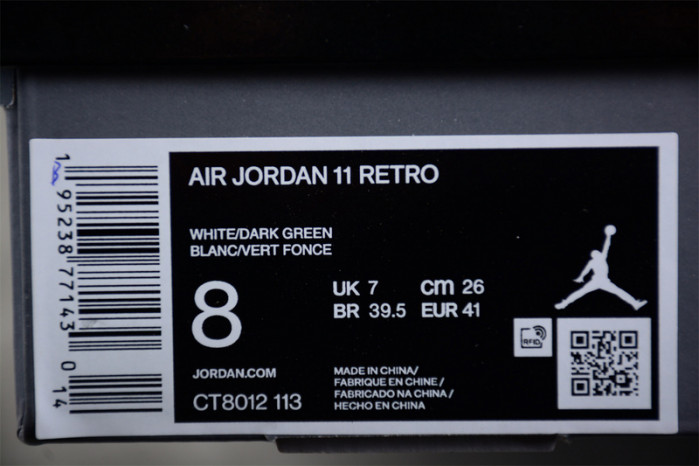 AIR JORDAN 11 RETRO
WHITE/DARK GREEN
BLANC/VERT FONCE
8
UK 7 cm 26
BR 39.5 EUR 41
RFID
JORDAN.COM
CT8012 113
MADE IN CHINA/
FABRIQUE EN CHINE/
FABRICADO NA CHINA/
HECHO EN CHINA
1 95238 77143 0 14